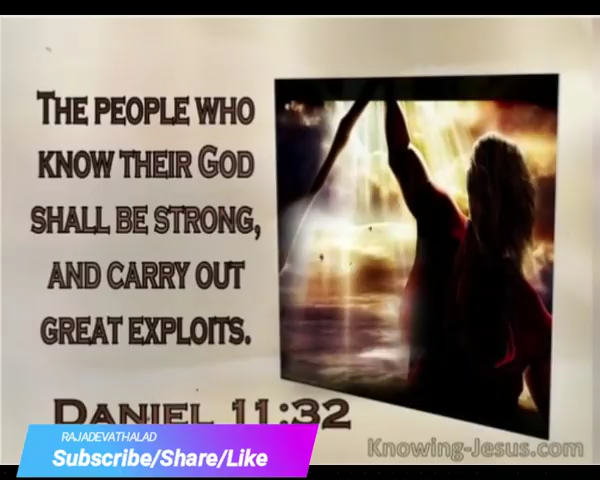 THE PEOPLE WHO
KNOW THEIR GOD
SHALL BE STRONG,
AND CARRY OUT
GREAT EXPLOITS.
DANIEL 11:32
RAJADEVATHALAD
Subscribe/Share/Like
Knowing-Jesus.com